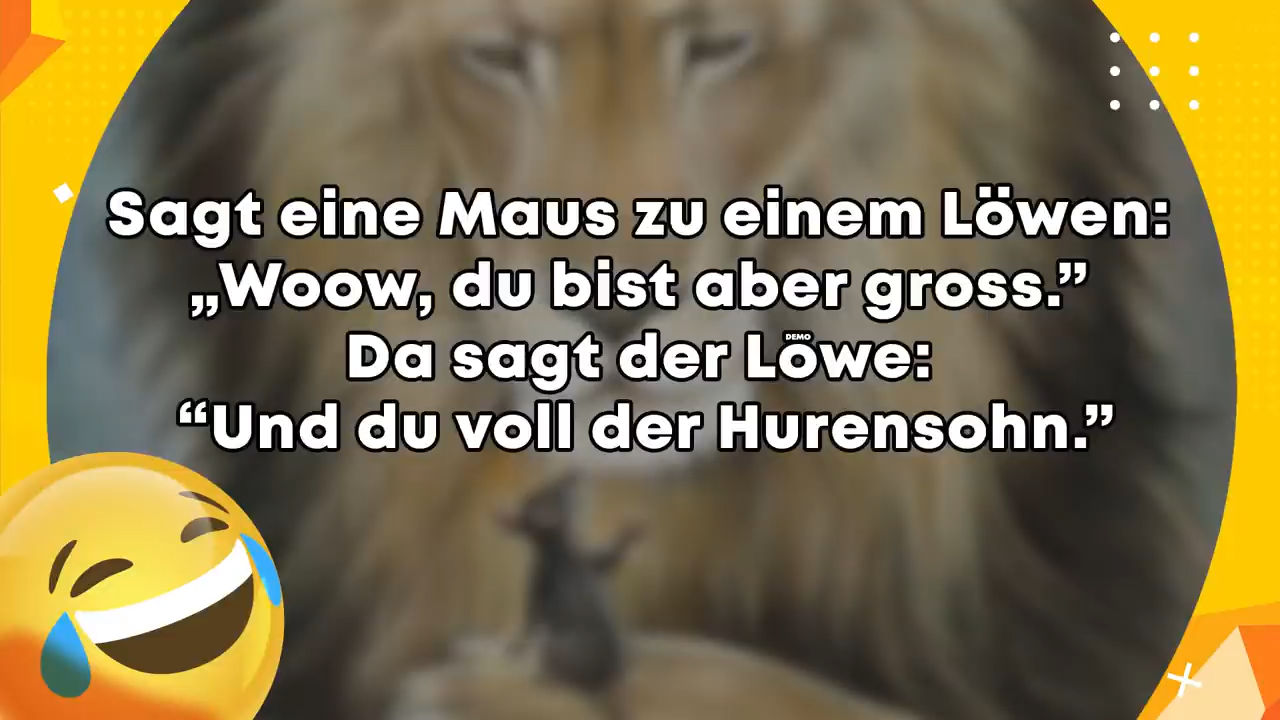 Sagt eine Maus zu einem Löwen:
„Woow, du bist aber gross.”
Da sagt der Löwe:
“Und du voll der Hurensohn.”
DEMO